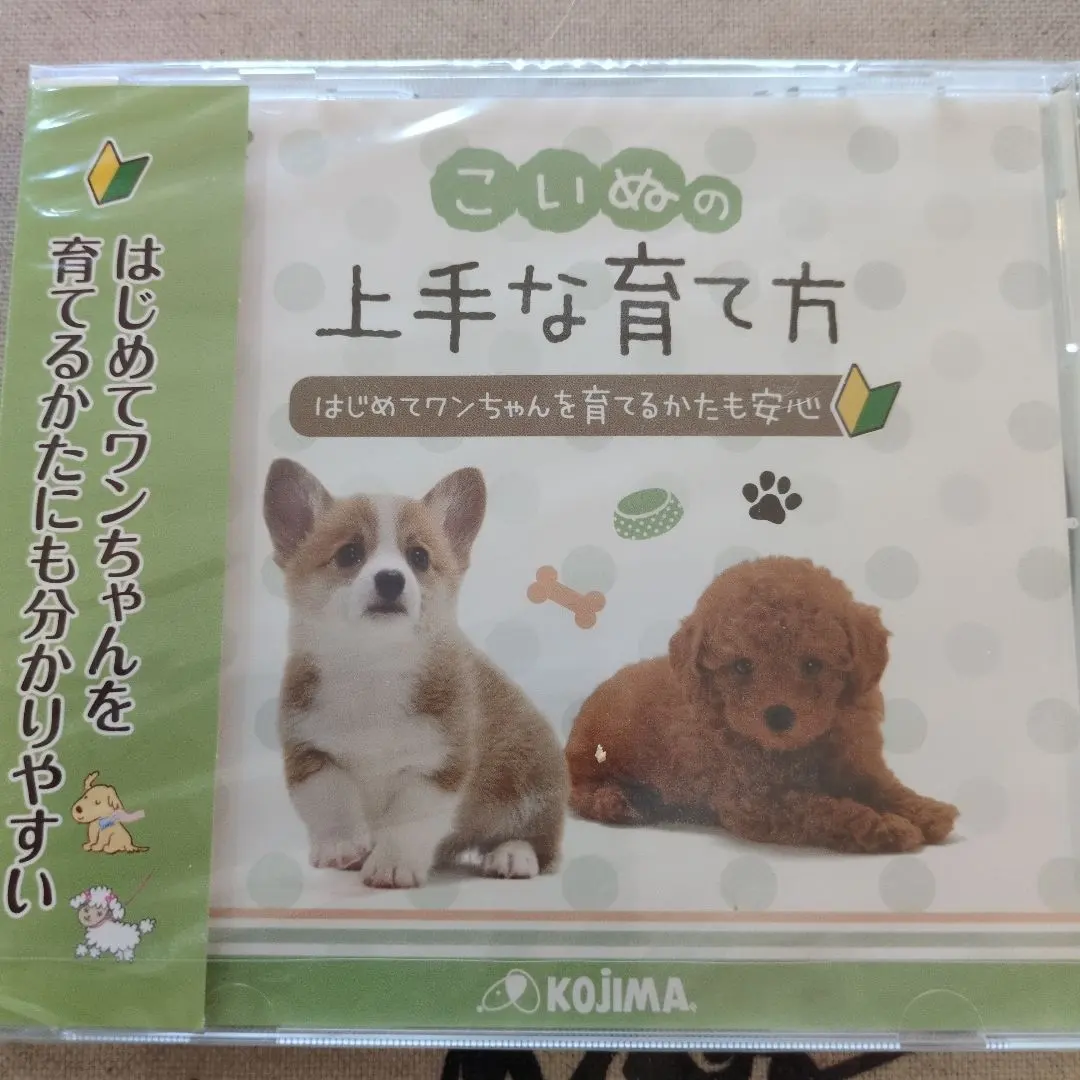 こいぬの
上手な育て方
はじめてワンちゃんを育てるかたも安心
はじめてワンちゃんを
育てるかたにも分かりやすい
KOJIMA